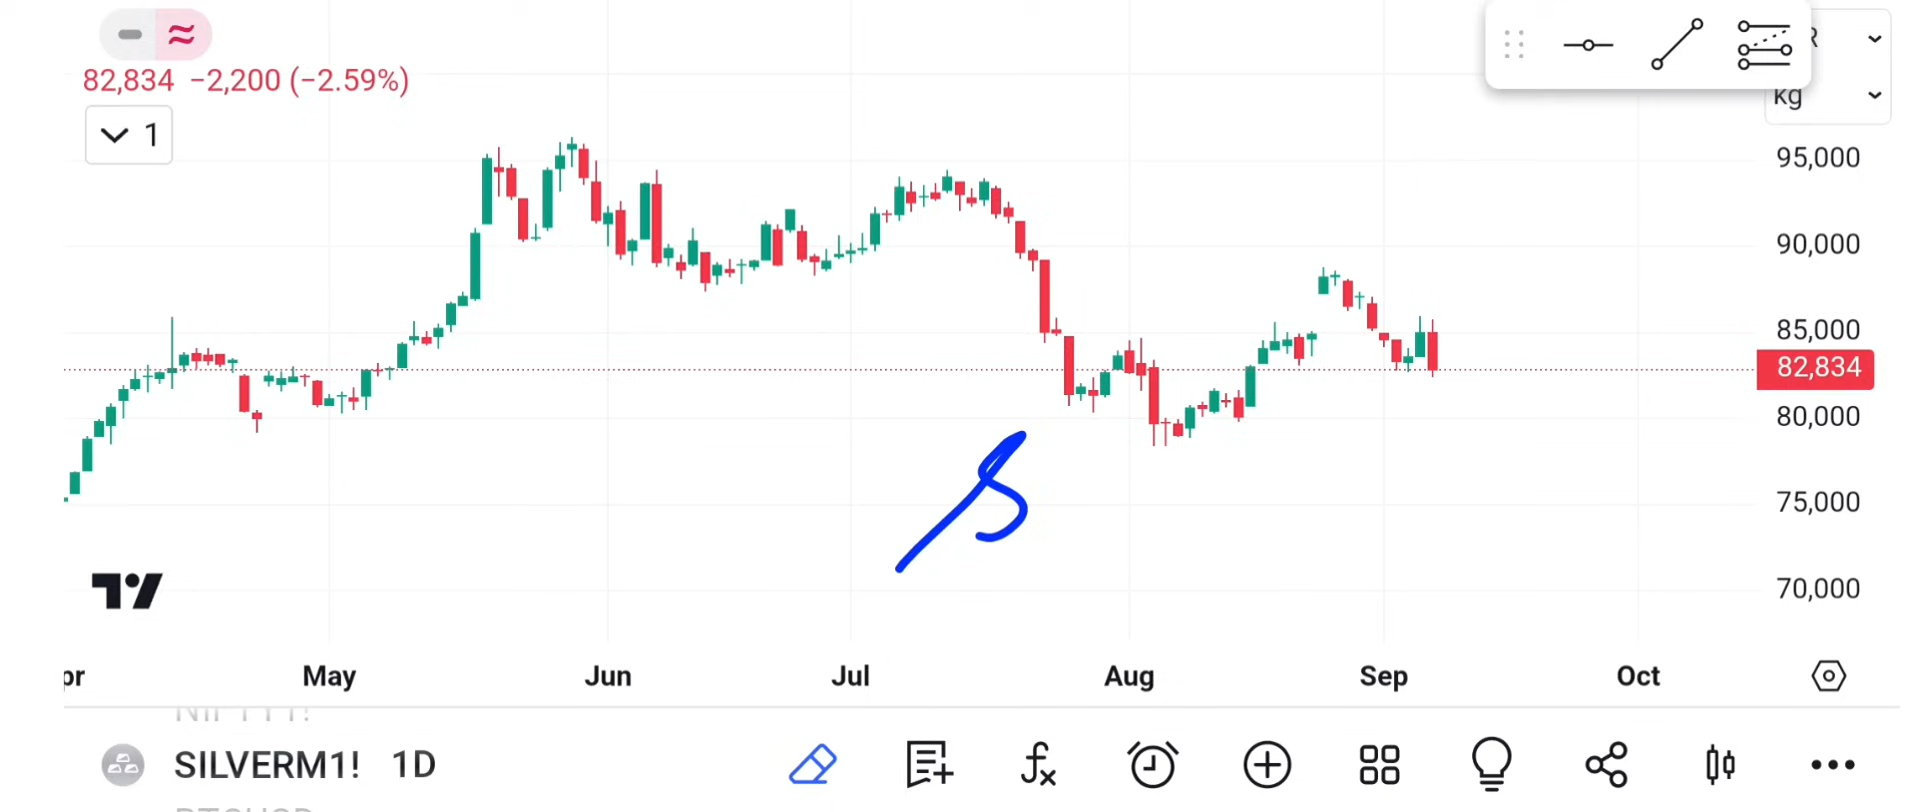 82,834 −2,200 (−2.59%)
1
R
kg
95,000
90,000
85,000
82,834
80,000
75,000
70,000
pr May Jun Jul Aug Sep Oct
SILVERM1! 1D